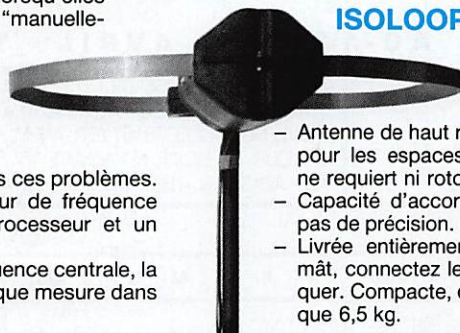 “manuelle-
s ces problèmes.
ur de fréquence
rocesseur et un
uence centrale, la
que mesure dans
ISOLOOP
– Antenne de haut
pour les espaces
ne requiert ni
– Capacité d’accor
pas de précision.
– Livrée entièremen
mât, connectez le
quer. Compacte,
que 6,5 kg.